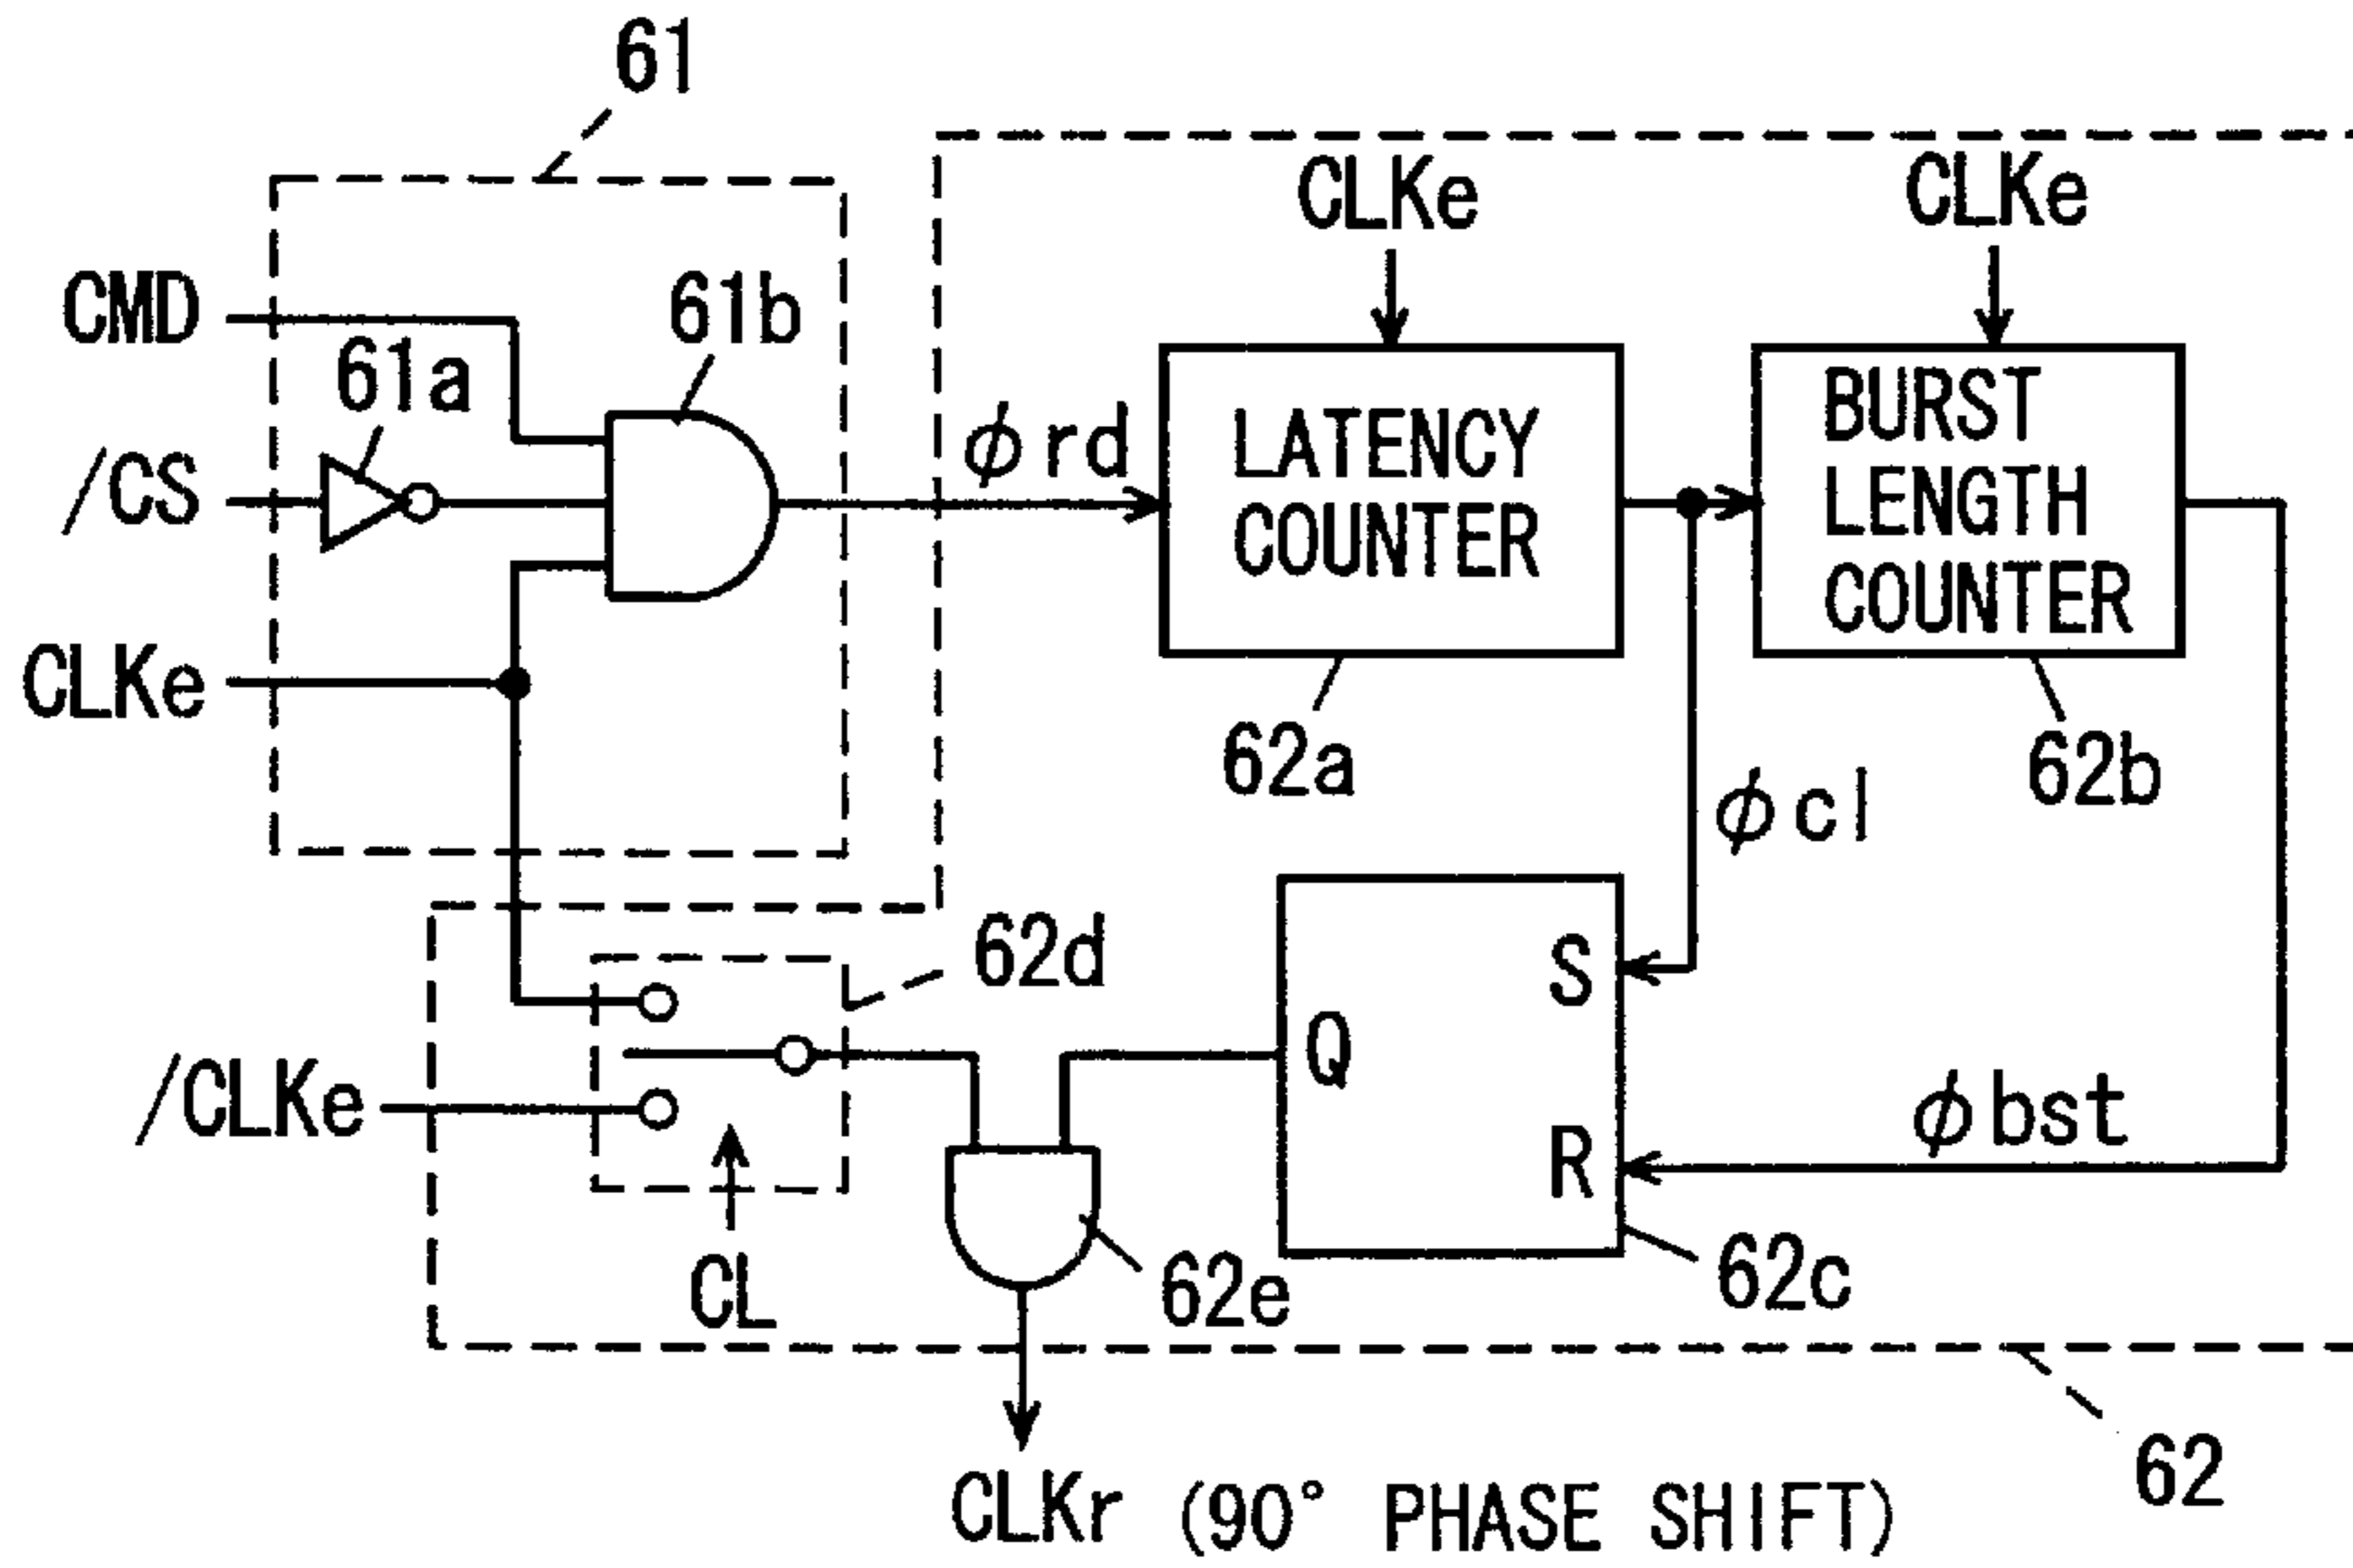 61
CLKe
CLKe
CMD
61a
61b
/CS
φrd
LATENCY
COUNTER
BURST
LENGTH
COUNTER
CLKe
62a
62b
φcl
62d
S
Q
/CLKe
φbst
R
CL
62e
62c
62
CLKr (90° PHASE SHIFT)